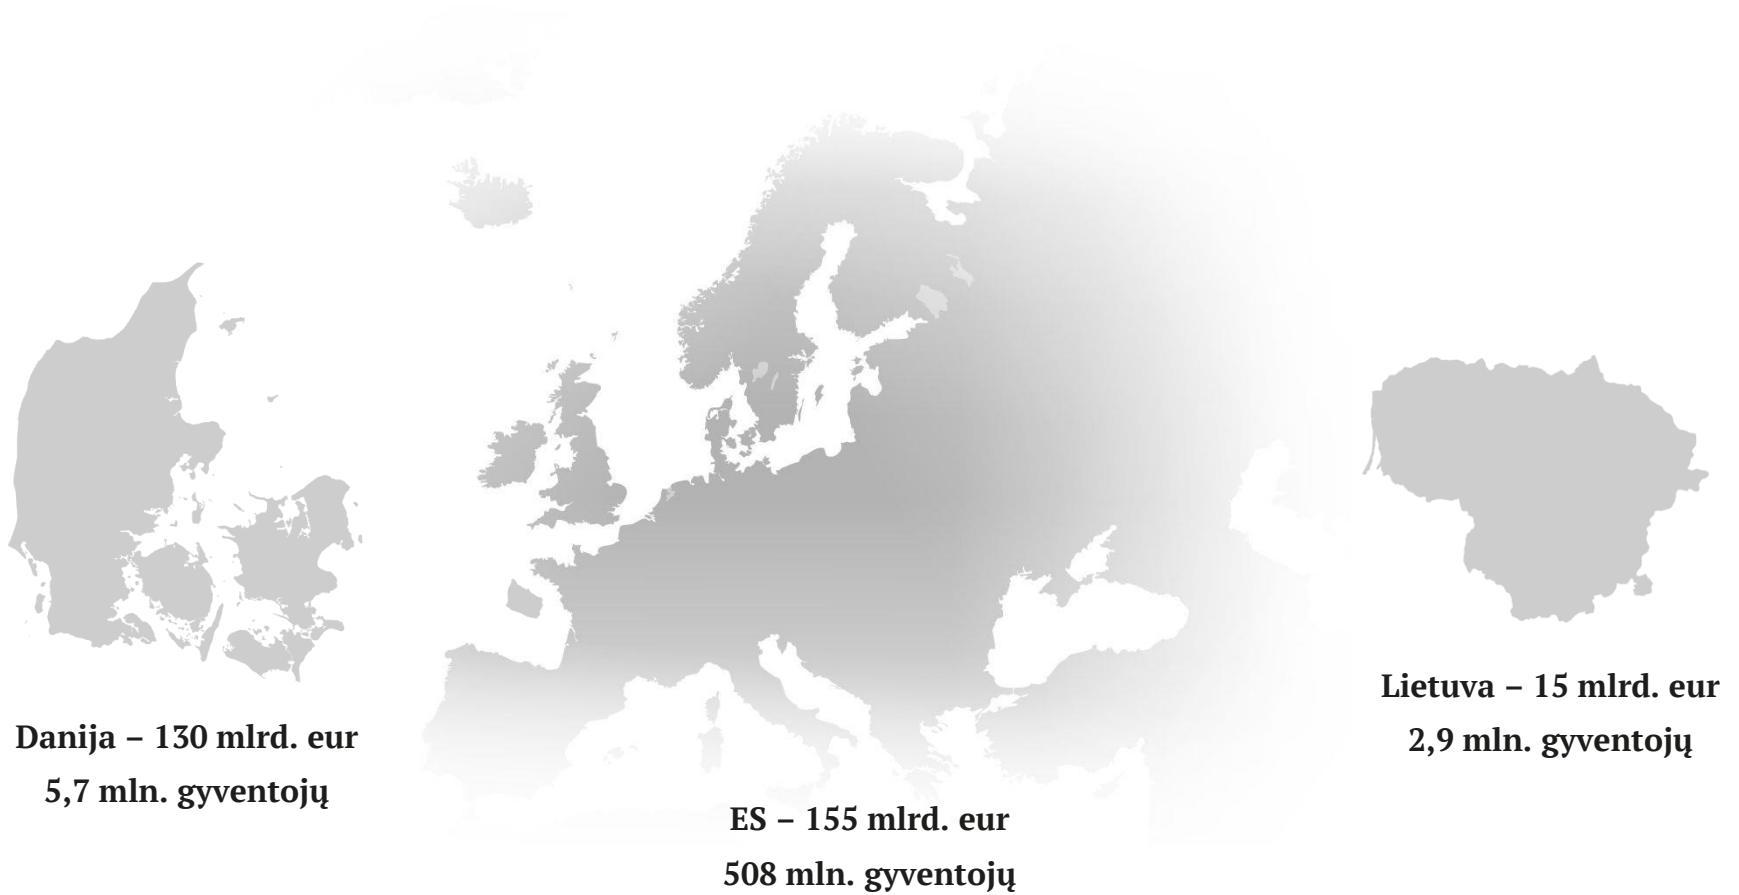 Danija – 130 mlrd. eur
5,7 mln. gyventojų
ES – 155 mlrd. eur
508 mln. gyventojų
Lietuva – 15 mlrd. eur
2,9 mln. gyventojų